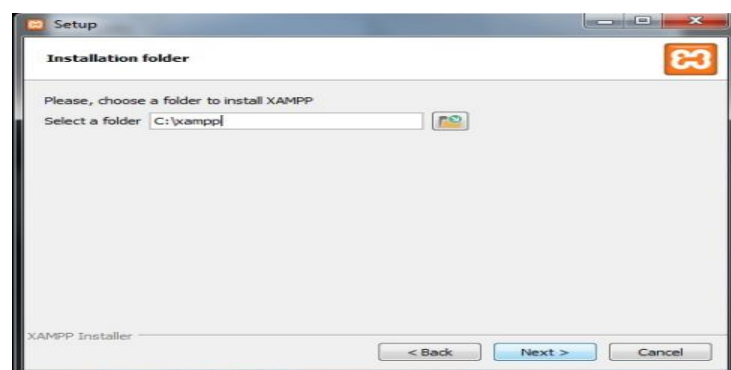 Setup
Installation folder
Please, choose a folder to install XAMPP
Select a folder C:\xampp
XAMPP Installer
< Back Next > Cancel